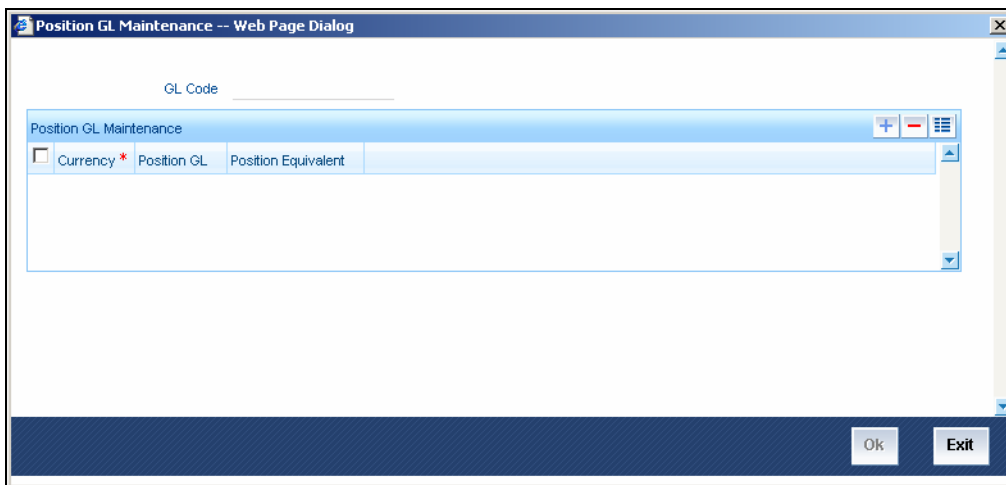 Position GL Maintenance -- Web Page Dialog
GL Code
Position GL Maintenance
Currency * Position GL Position Equivalent
Ok Exit